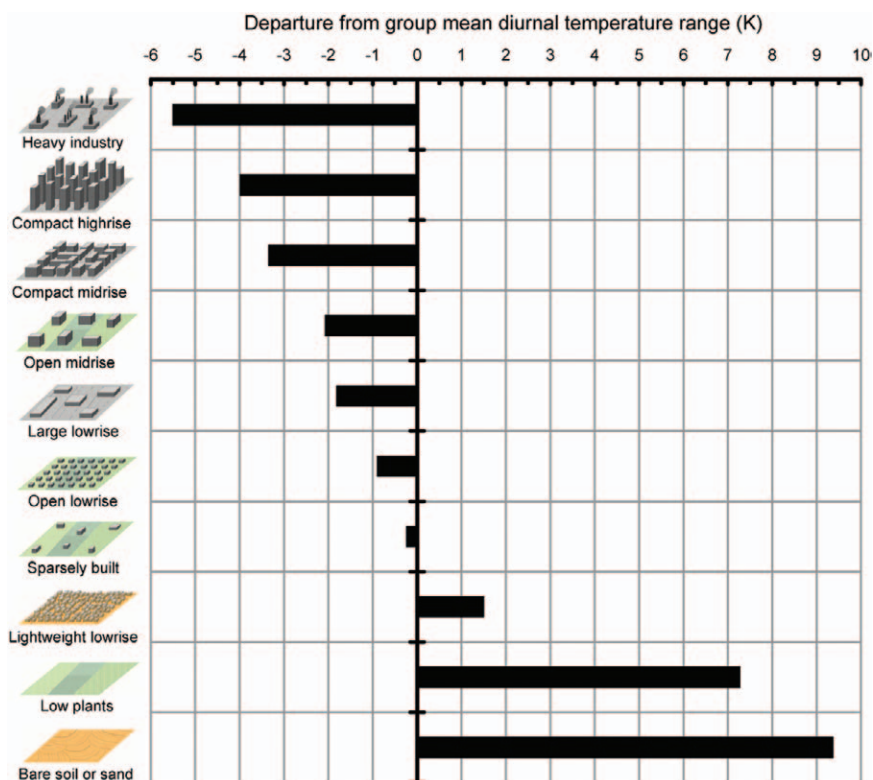 Departure from group mean diurnal temperature range (K)
-6 -5 -4 -3 -2 -1 0 1 2 3 4 5 6 7 8 9 10
Heavy industry
Compact highrise
Compact midrise
Open midrise
Large lowrise
Open lowrise
Sparsely built
Lightweight lowrise
Low plants
Bare soil or sand